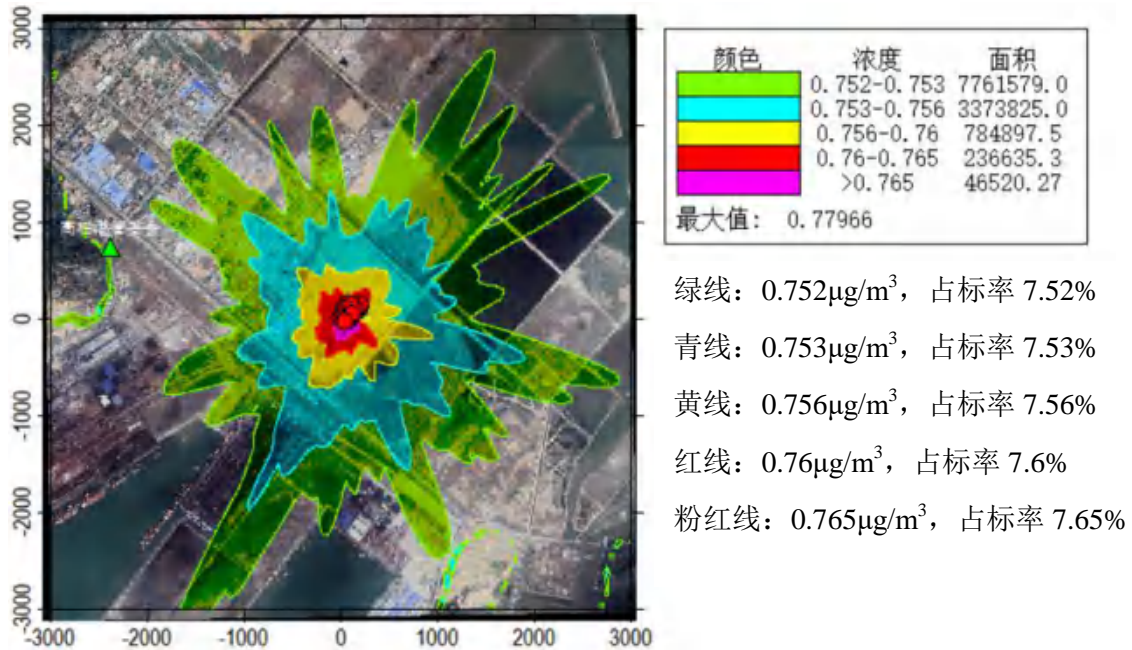 3000
2000
1000
0
-1000
-2000
-3000
-3000 -2000 -1000 0 1000 2000 3000
颜色 浓度 面积
0.752-0.753 7761579.0
0.753-0.756 3373825.0
0.756-0.76 784897.5
0.76-0.765 236635.3
>0.765 46520.27
最大值: 0.77966
绿线：0.752μg/m³，占标率 7.52%
青线：0.753μg/m³，占标率 7.53%
黄线：0.756μg/m³，占标率 7.56%
红线：0.76μg/m³，占标率 7.6%
粉红线：0.765μg/m³，占标率 7.65%